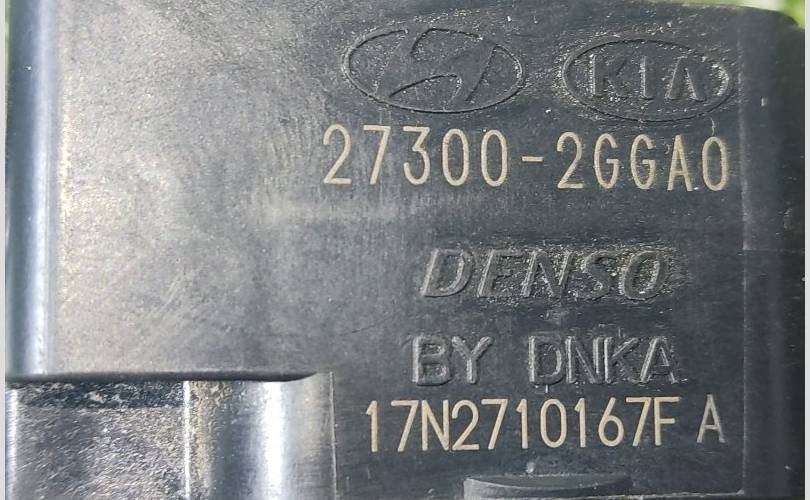 KIA
27300-2GGA0
DENSO
BY DNKA
17N2710167F A